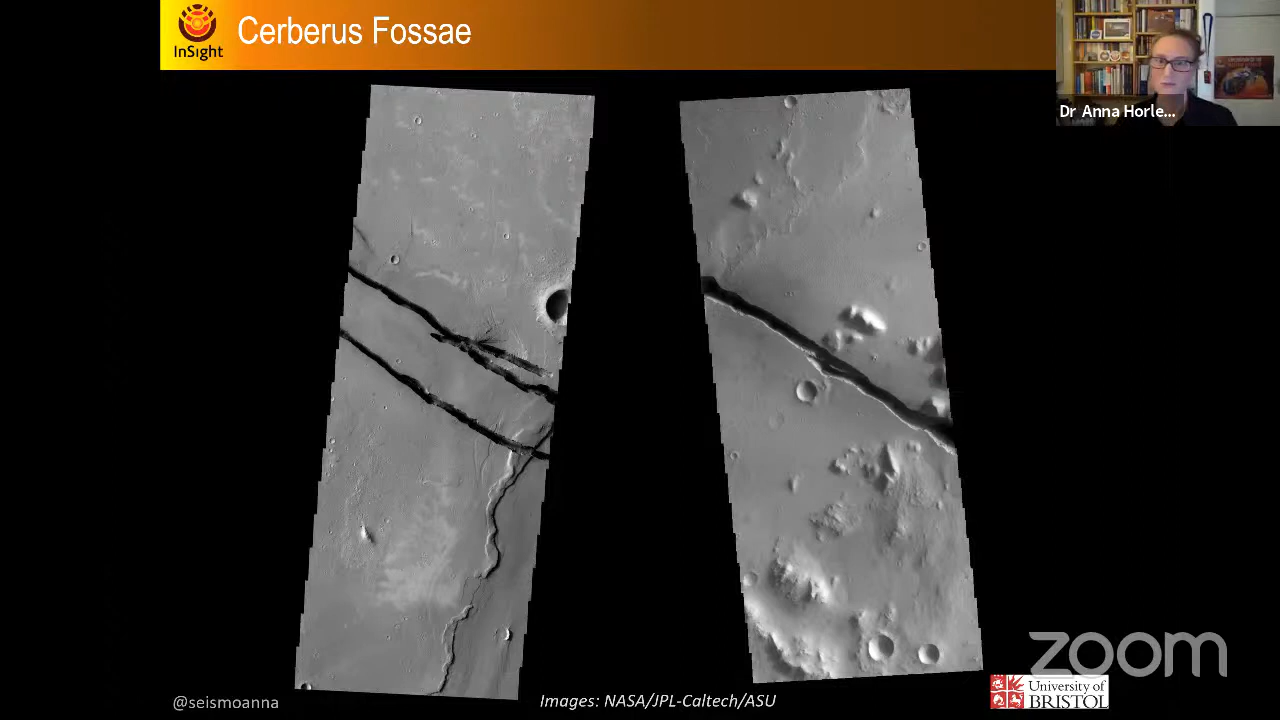 InSight
Cerberus Fossae
Dr Anna Horle...
@seismoanna
Images: NASA/JPL-Caltech/ASU
zoom
University of
BRISTOL